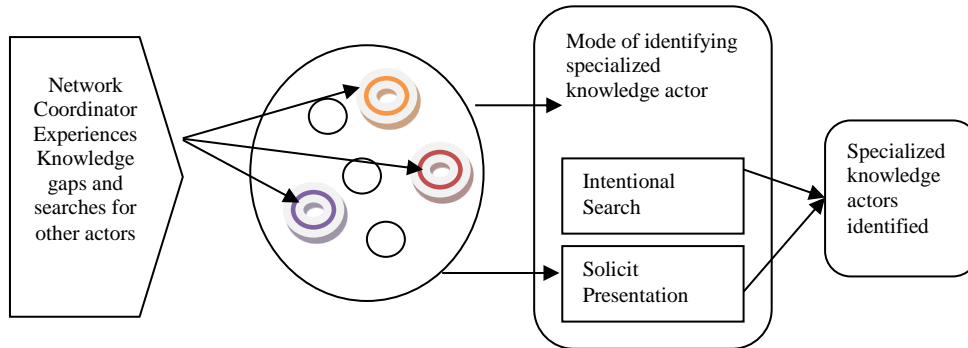 Network
Coordinator
Experiences
Knowledge
gaps and
searches for
other actors
Mode of identifying
specialized
knowledge actor
Intentional
Search
Solicit
Presentation
Specialized
knowledge
actors
identified